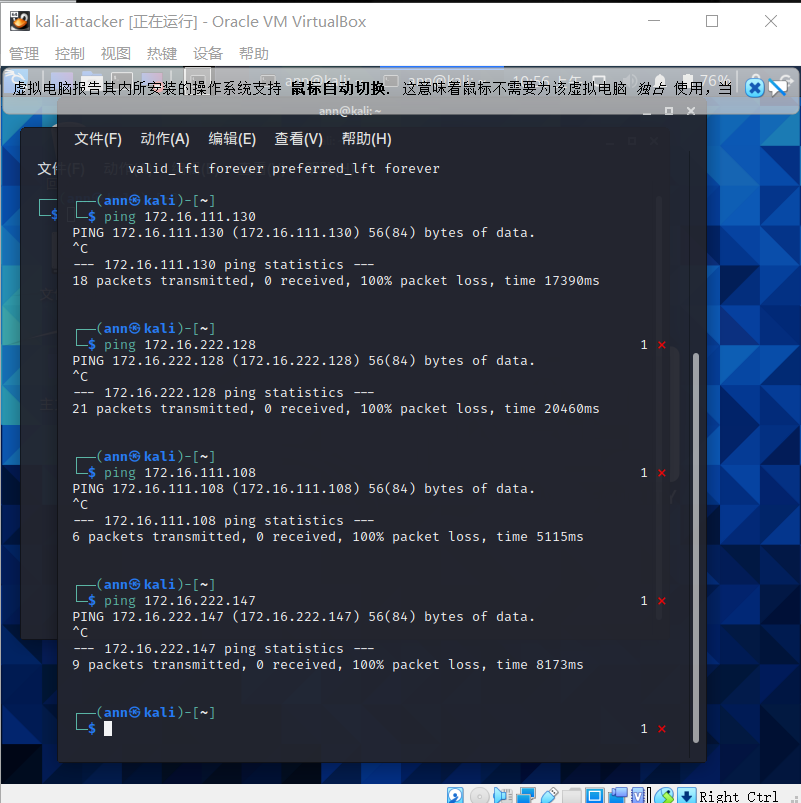 kali-attacker [正在运行] - Oracle VM VirtualBox
管理 控制 视图 热键 设备 帮助
虚拟电脑报告其内所安装的操作系统支持 鼠标自动切换. 这意味着鼠标不需要为该虚拟电脑 独占 使用，当
ann@kali: ~
文件(F) 动作(A) 编辑(E) 查看(V) 帮助(H)
valid_lft forever preferred_lft forever
┌──(ann㉿kali)-[~]
└─$ ping 172.16.111.130
PING 172.16.111.130 (172.16.111.130) 56(84) bytes of data.
^C
--- 172.16.111.130 ping statistics ---
18 packets transmitted, 0 received, 100% packet loss, time 17390ms
┌──(ann㉿kali)-[~]
└─$ ping 172.16.222.128 1 ⨯
PING 172.16.222.128 (172.16.222.128) 56(84) bytes of data.
^C
--- 172.16.222.128 ping statistics ---
21 packets transmitted, 0 received, 100% packet loss, time 20460ms
┌──(ann㉿kali)-[~]
└─$ ping 172.16.111.108 1 ⨯
PING 172.16.111.108 (172.16.111.108) 56(84) bytes of data.
^C
--- 172.16.111.108 ping statistics ---
6 packets transmitted, 0 received, 100% packet loss, time 5115ms
┌──(ann㉿kali)-[~]
└─$ ping 172.16.222.147 1 ⨯
PING 172.16.222.147 (172.16.222.147) 56(84) bytes of data.
^C
--- 172.16.222.147 ping statistics ---
9 packets transmitted, 0 received, 100% packet loss, time 8173ms
┌──(ann㉿kali)-[~]
└─$ 1 ⨯
Right Ctrl